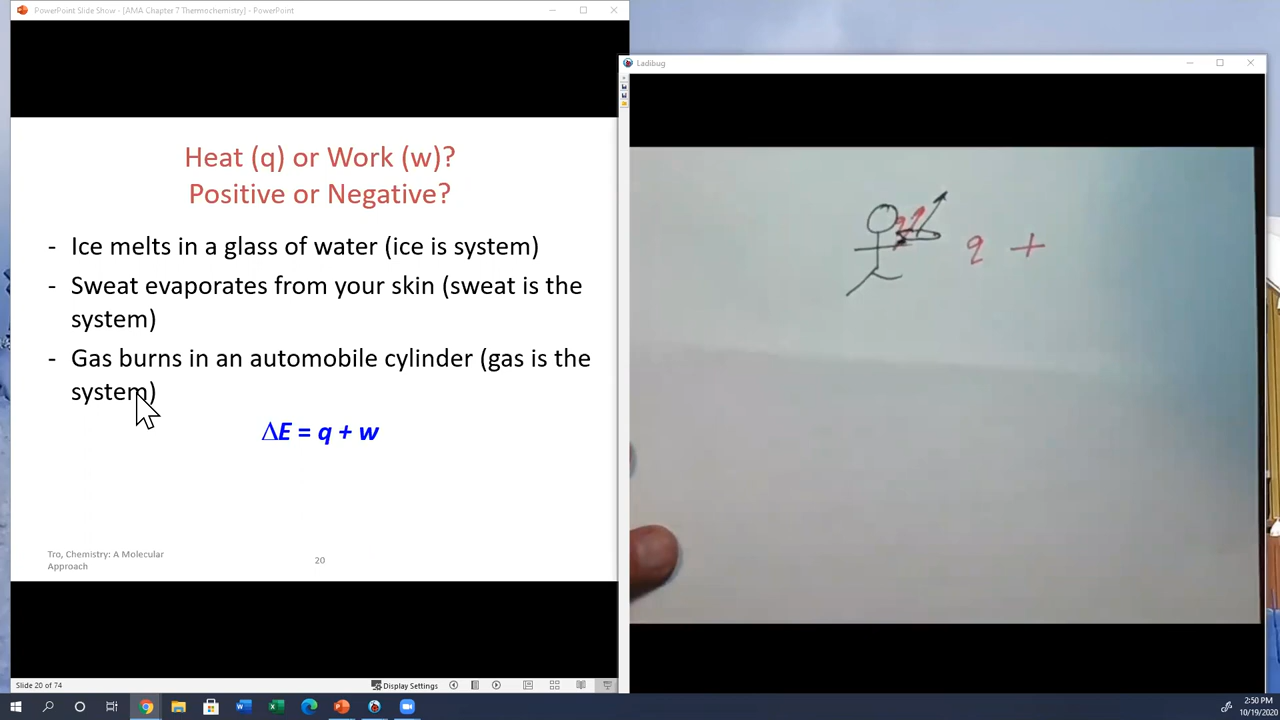 PowerPoint Slide Show - [AMA Chapter 7 Thermochemistry] - PowerPoint
Ladibug
Heat (q) or Work (w)?
Positive or Negative?
- Ice melts in a glass of water (ice is system)
- Sweat evaporates from your skin (sweat is the
system)
- Gas burns in an automobile cylinder (gas is the
system)
ΔE = q + w
Tro, Chemistry: A Molecular
Approach
20
q +
Slide 20 of 74
Display Settings
2:50 PM
10/19/2020